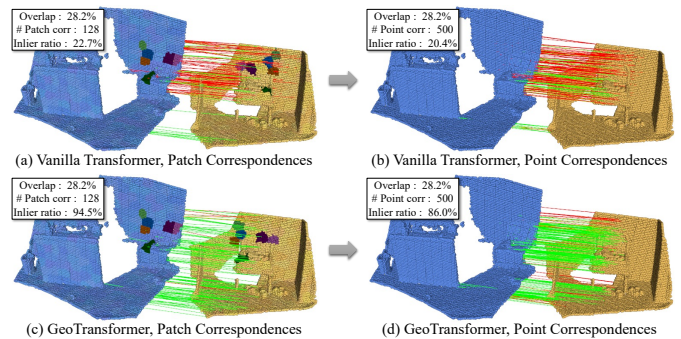 Overlap : 28.2%
# Patch corr : 128
Inlier ratio : 22.7%
(a) Vanilla Transformer, Patch Correspondences
Overlap : 28.2%
# Point corr : 500
Inlier ratio : 20.4%
(b) Vanilla Transformer, Point Correspondences
Overlap : 28.2%
# Patch corr : 128
Inlier ratio : 94.5%
(c) GeoTransformer, Patch Correspondences
Overlap : 28.2%
# Point corr : 500
Inlier ratio : 86.0%
(d) GeoTransformer, Point Correspondences